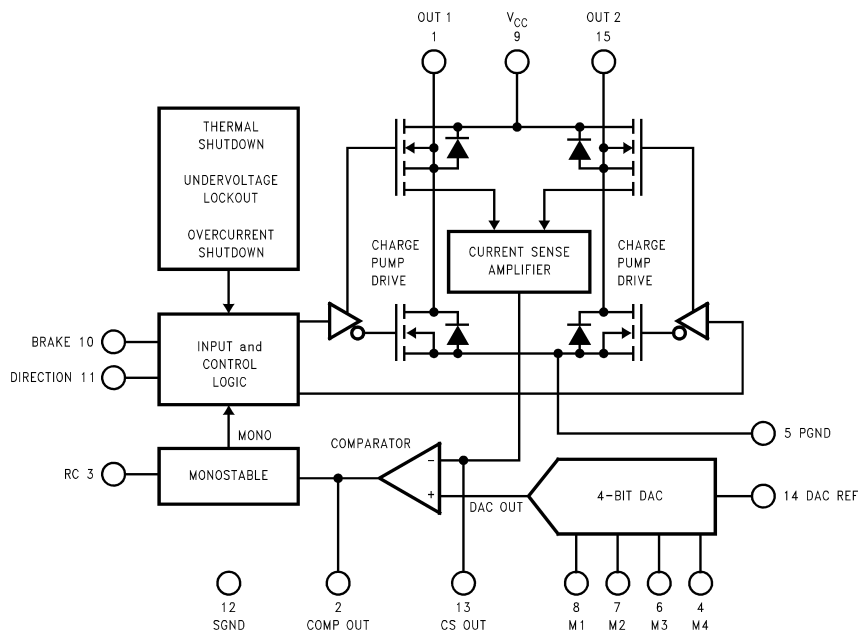 OUT 1
1
VCC
9
OUT 2
15
THERMAL
SHUTDOWN
UNDERVOLTAGE
LOCKOUT
OVERCURRENT
SHUTDOWN
CHARGE
PUMP
DRIVE
CURRENT SENSE
AMPLIFIER
CHARGE
PUMP
DRIVE
BRAKE 10
DIRECTION 11
INPUT and
CONTROL
LOGIC
MONO
COMPARATOR
5 PGND
RC 3
MONOSTABLE
-
+
DAC OUT
4-BIT DAC
14 DAC REF
12
SGND
2
COMP OUT
13
CS OUT
8
M1
7
M2
6
M3
4
M4